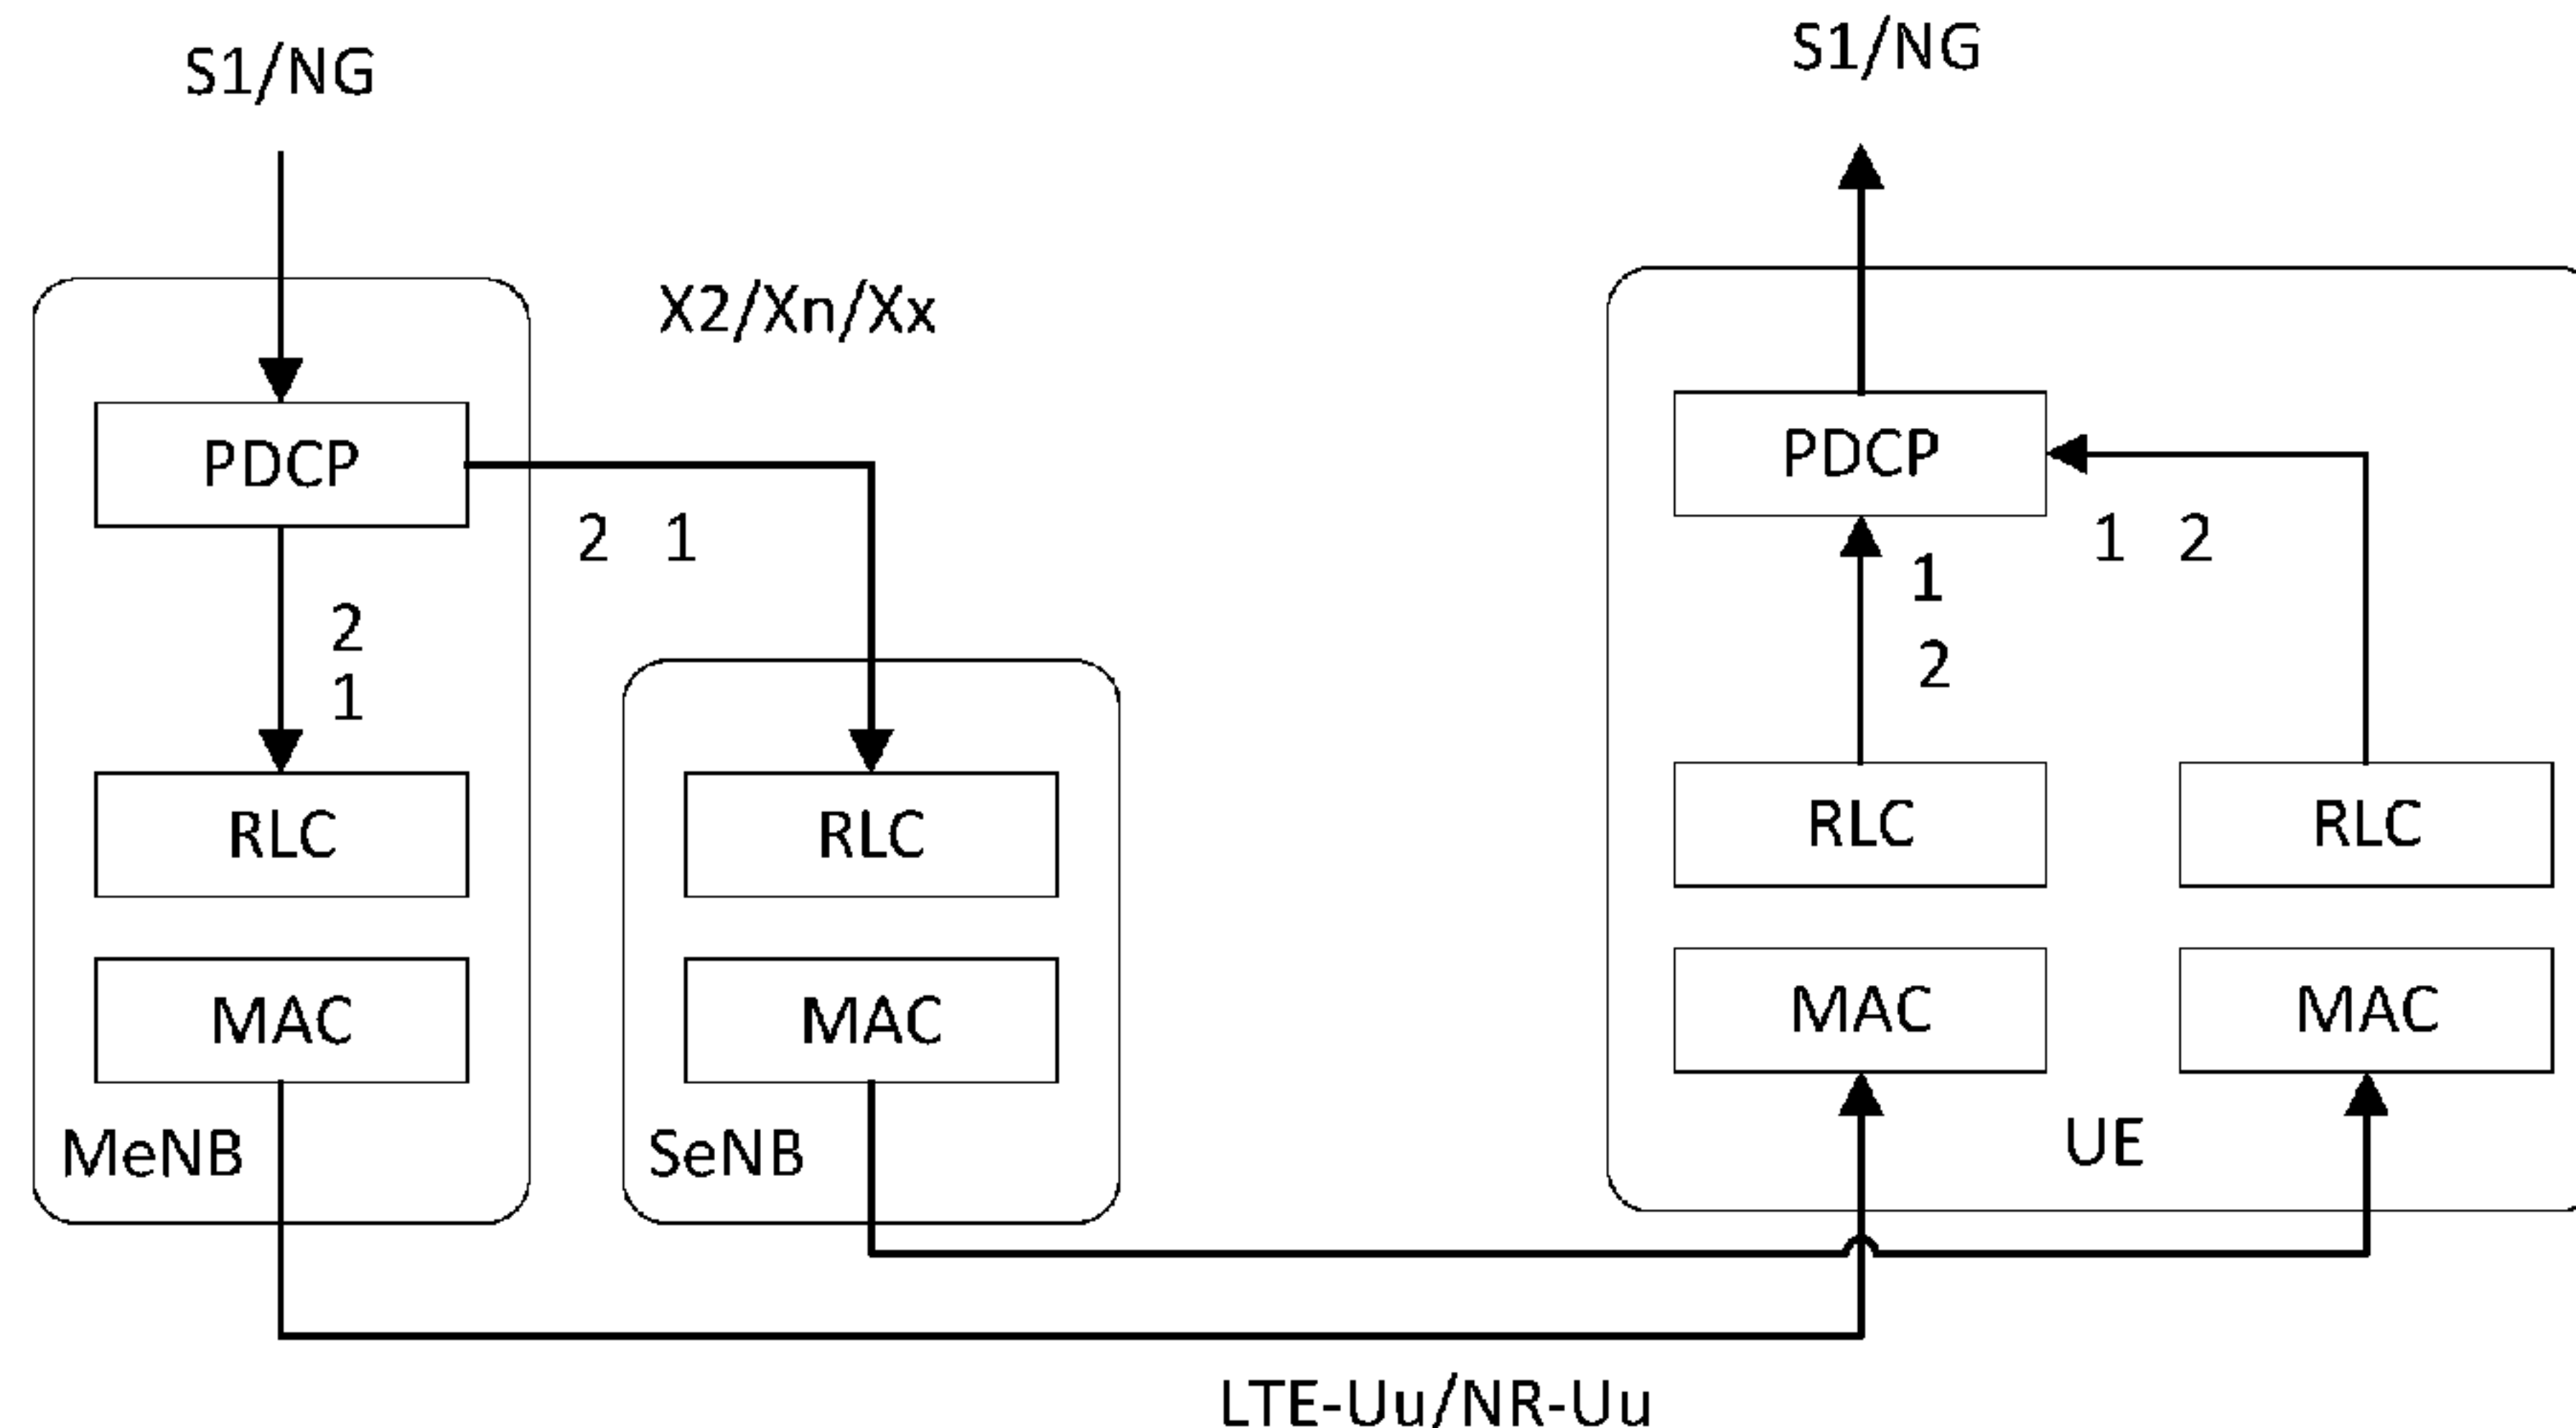 S1/NG
S1/NG
X2/Xn/Xx
PDCP
PDCP
2 1
1 2
2
1
1
2
RLC
RLC
RLC
RLC
MAC
MAC
MAC
MAC
MeNB
SeNB
UE
LTE-Uu/NR-Uu